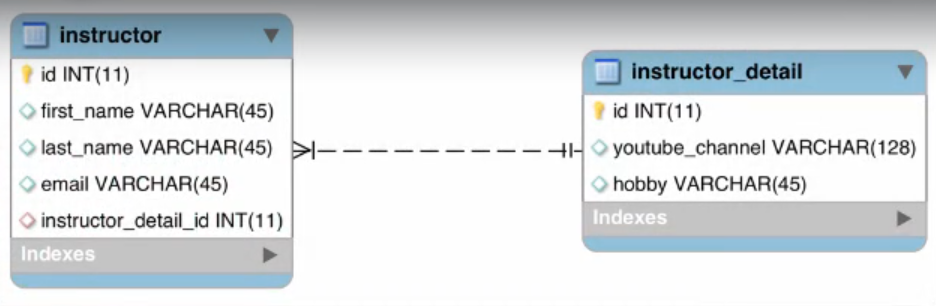 instructor
id INT(11)
first_name VARCHAR(45)
last_name VARCHAR(45)
email VARCHAR(45)
instructor_detail_id INT(11)
Indexes
instructor_detail
id INT(11)
youtube_channel VARCHAR(128)
hobby VARCHAR(45)
Indexes